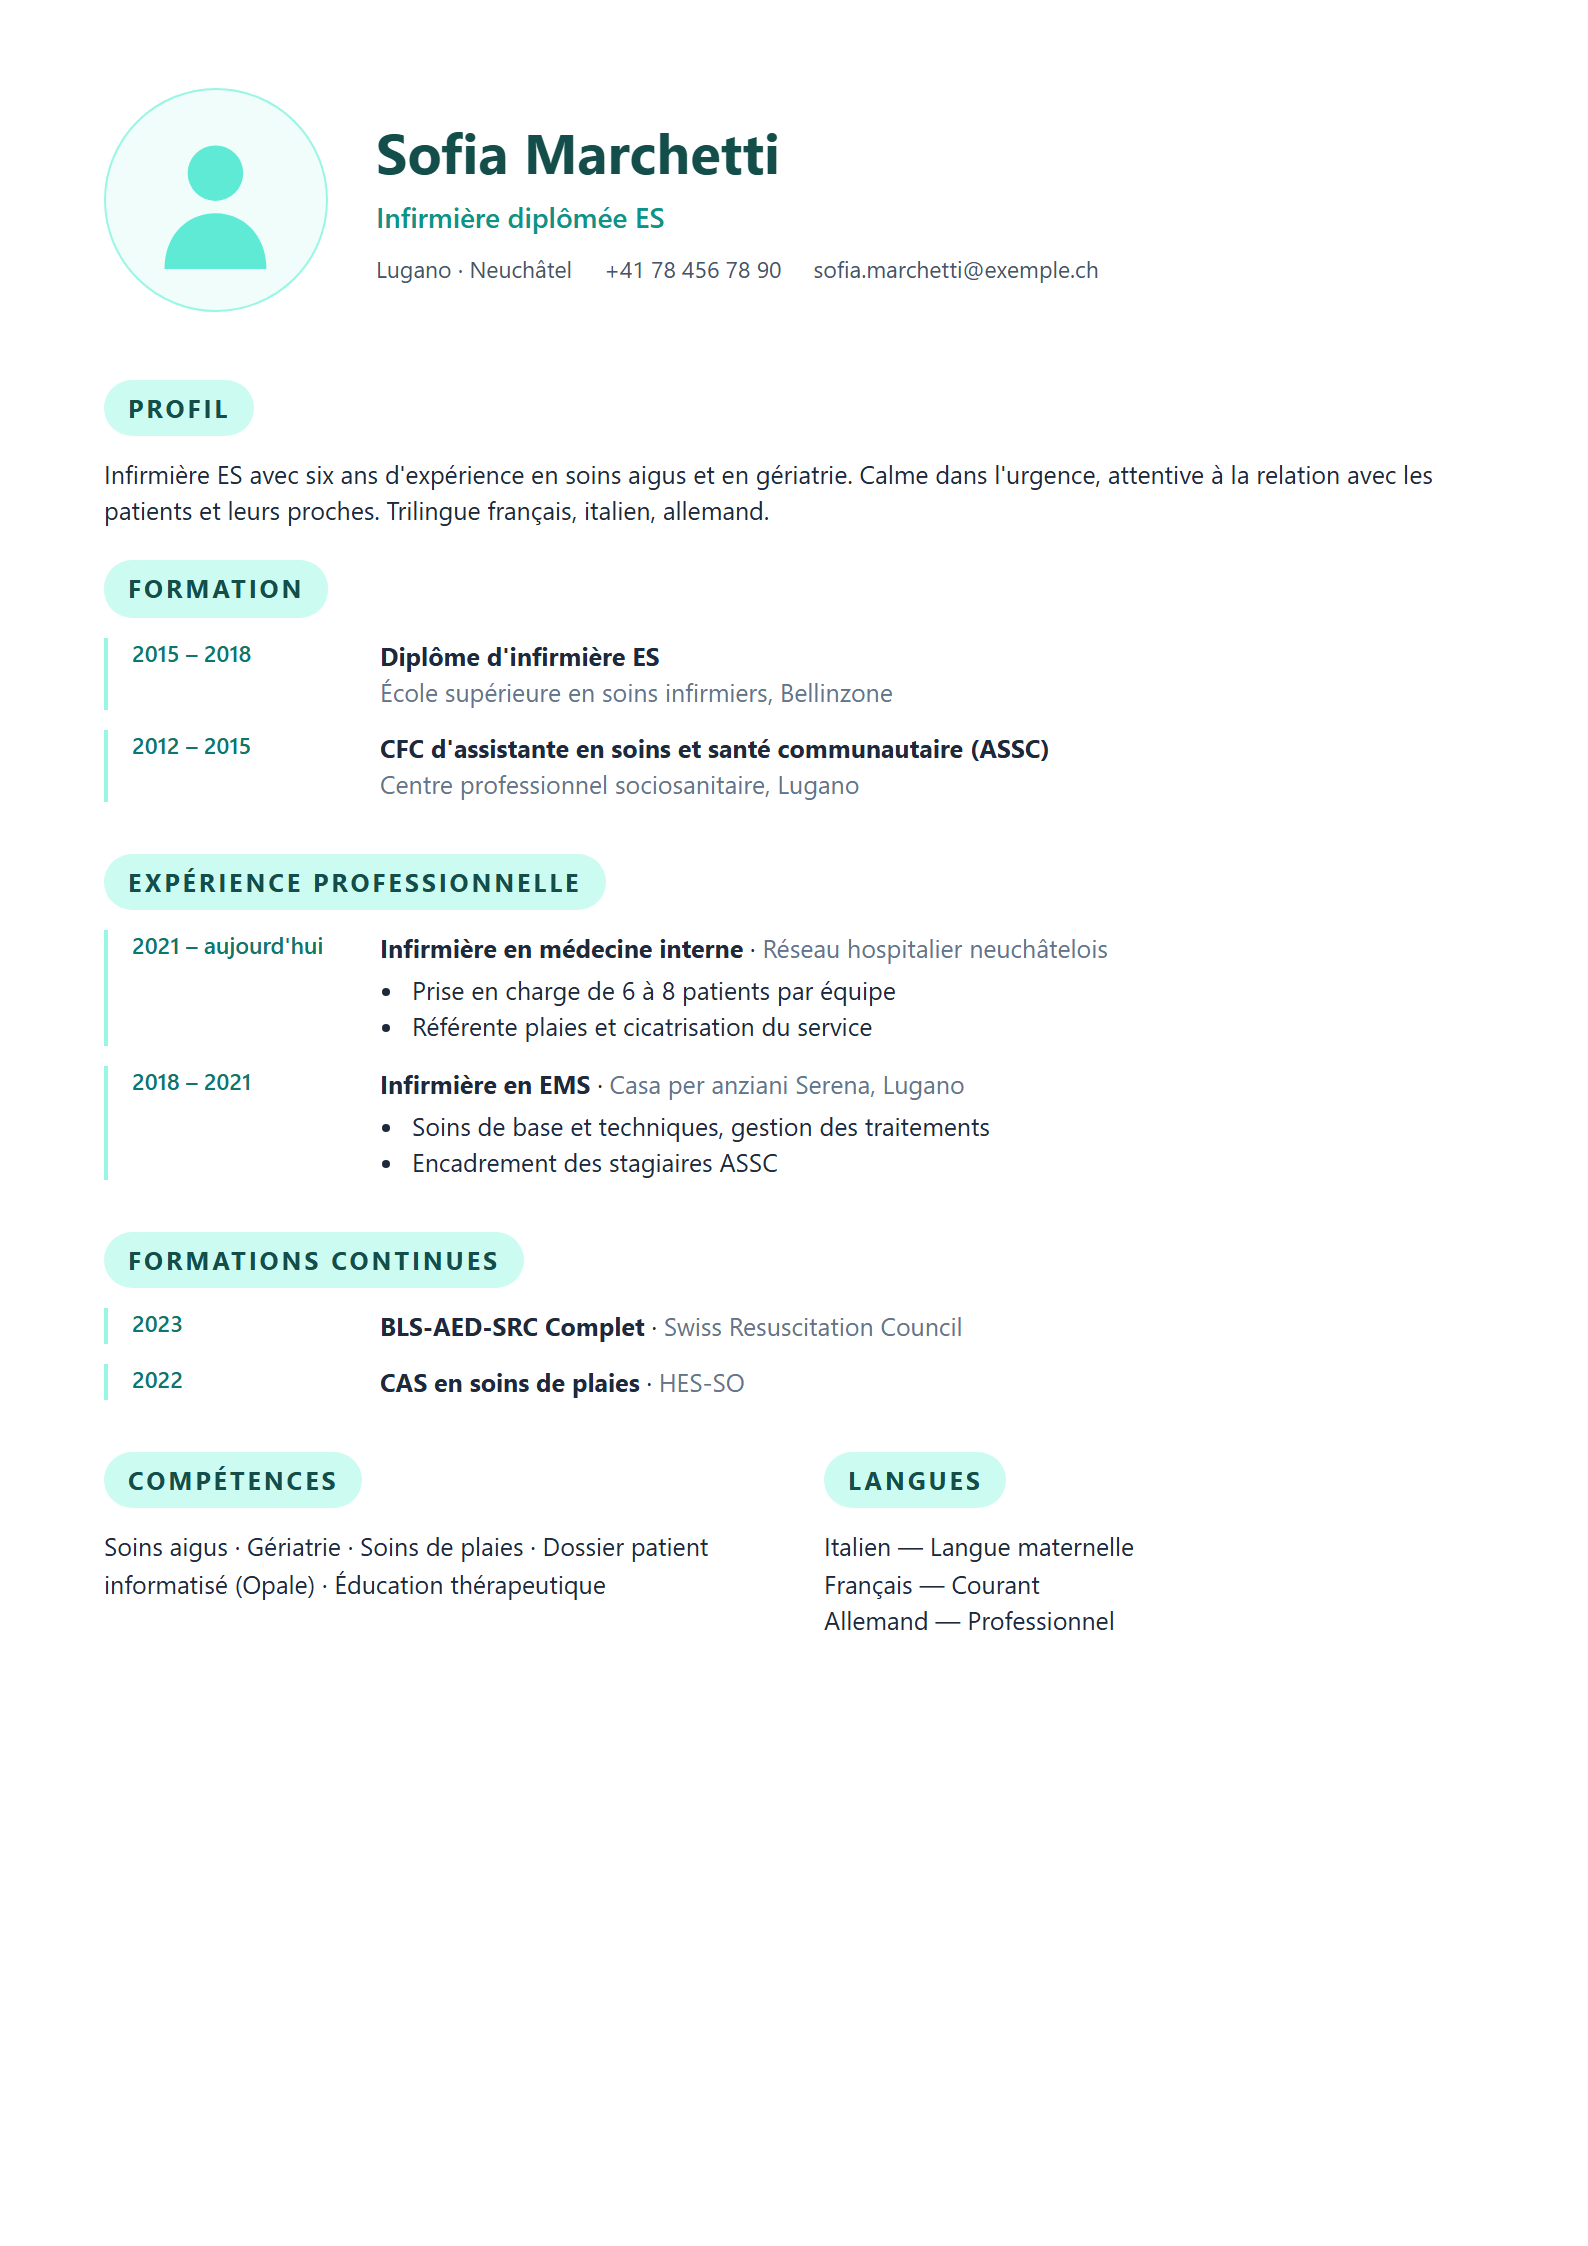 Sofia Marchetti
Infirmière diplômée ES
Lugano · Neuchâtel +41 78 456 78 90 sofia.marchetti@exemple.ch
PROFIL
Infirmière ES avec six ans d'expérience en soins aigus et en gériatrie. Calme dans l'urgence, attentive à la relation avec les
patients et leurs proches. Trilingue français, italien, allemand.
FORMATION
2015 – 2018 Diplôme d'infirmière ES
École supérieure en soins infirmiers, Bellinzone
2012 – 2015 CFC d'assistante en soins et santé communautaire (ASSC)
Centre professionnel sociosanitaire, Lugano
EXPÉRIENCE PROFESSIONNELLE
2021 – aujourd'hui Infirmière en médecine interne · Réseau hospitalier neuchâtelois
• Prise en charge de 6 à 8 patients par équipe
• Référente plaies et cicatrisation du service
2018 – 2021 Infirmière en EMS · Casa per anziani Serena, Lugano
• Soins de base et techniques, gestion des traitements
• Encadrement des stagiaires ASSC
FORMATIONS CONTINUES
2023 BLS-AED-SRC Complet · Swiss Resuscitation Council
2022 CAS en soins de plaies · HES-SO
COMPÉTENCES
Soins aigus · Gériatrie · Soins de plaies · Dossier patient
informatisé (Opale) · Éducation thérapeutique
LANGUES
Italien — Langue maternelle
Français — Courant
Allemand — Professionnel